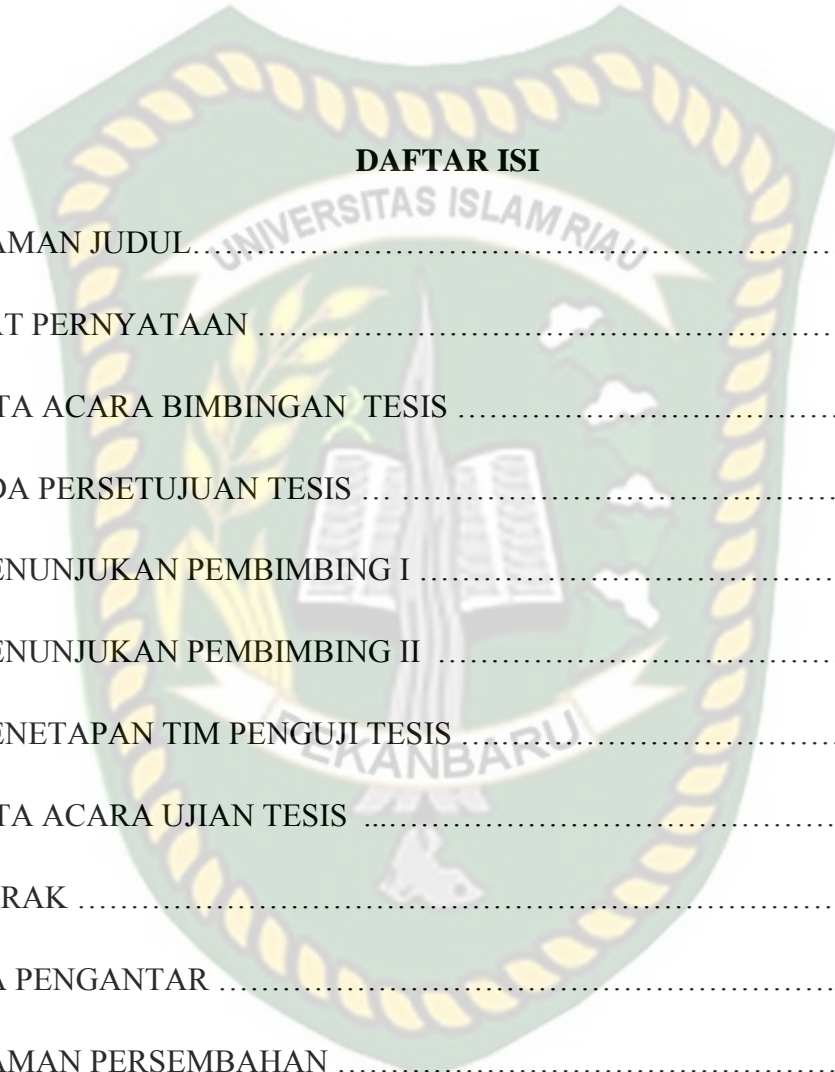 DAFTAR ISI
UNIVERSITAS ISLAM RIAU
AMAN JUDUL……………………………………………………………
AT PERNYATAAN ………………………………………………………
TA ACARA BIMBINGAN  TESIS ……………………………………
DA PERSETUJUAN TESIS … …………………………………………
ENUNJUKAN PEMBIMBING I ………………………………………
ENUNJUKAN PEMBIMBING II ……………………………………
ENETAPAN TIM PENGUJI TESIS ……………………………………
PEKANBARU
TA ACARA UJIAN TESIS ...……………………………………………
RAK …………………………………………………………………………
A PENGANTAR ……………………………………………………………
AMAN PERSEMBAHAN …………………………………………………